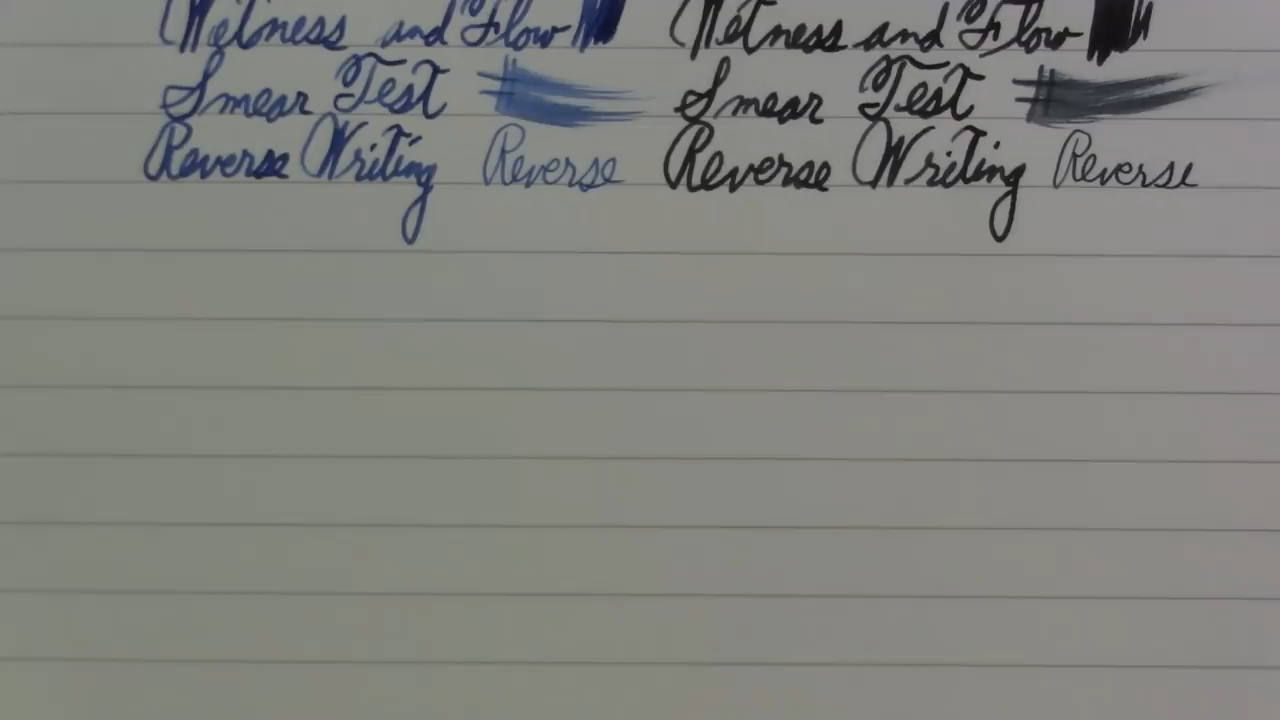 Wetness and Flow Wetness and Flow
Smear Test Smear Test
Reverse Writing Reverse Reverse Writing Reverse